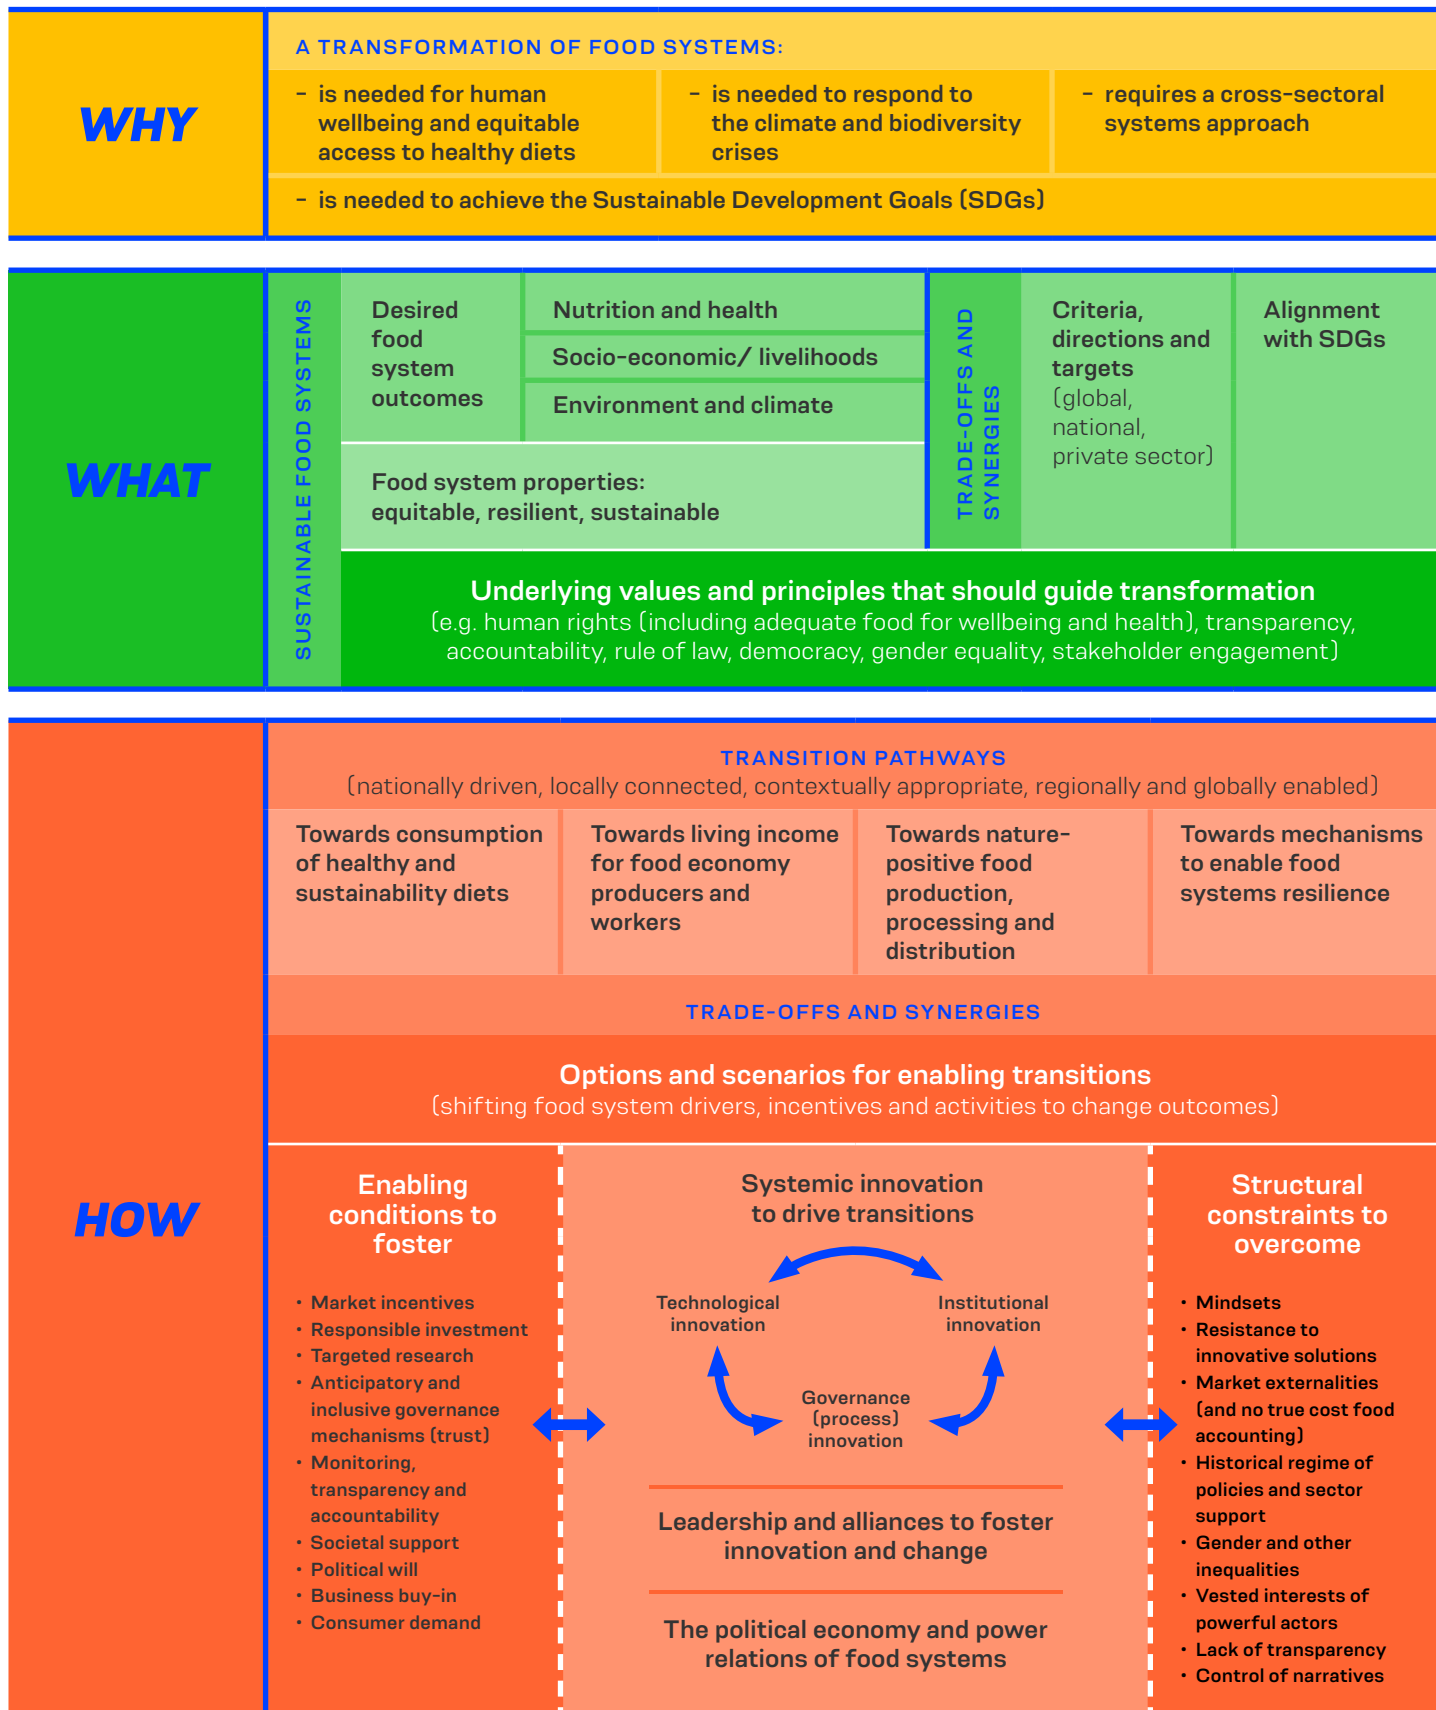 WHY
A TRANSFORMATION OF FOOD SYSTEMS:
– is needed for human
wellbeing and equitable
access to healthy diets
– is needed to respond to
the climate and biodiversity
crises
– requires a cross-sectoral
systems approach
– is needed to achieve the Sustainable Development Goals (SDGs)
WHAT
SUSTAINABLE FOOD SYSTEMS
Desired
food
system
outcomes
Nutrition and health
Socio-economic/ livelihoods
Environment and climate
Food system properties:
equitable, resilient, sustainable
TRADE-OFFS AND
SYNERGIES
Criteria,
directions and
targets
(global,
national,
private sector)
Alignment
with SDGs
Underlying values and principles that should guide transformation
(e.g. human rights (including adequate food for wellbeing and health), transparency,
accountability, rule of law, democracy, gender equality, stakeholder engagement)
HOW
TRANSITION PATHWAYS
(nationally driven, locally connected, contextually appropriate, regionally and globally enabled)
Towards consumption
of healthy and
sustainability diets
Towards living income
for food economy
producers and
workers
Towards nature-
positive food
production,
processing and
distribution
Towards mechanisms
to enable food
systems resilience
TRADE-OFFS AND SYNERGIES
Options and scenarios for enabling transitions
(shifting food system drivers, incentives and activities to change outcomes)
Enabling
conditions to
foster
• Market incentives
• Responsible investment
• Targeted research
• Anticipatory and
inclusive governance
mechanisms (trust)
• Monitoring,
transparency and
accountability
• Societal support
• Political will
• Business buy-in
• Consumer demand
Systemic innovation
to drive transitions
Technological
innovation
Institutional
innovation
Governance
(process)
innovation
Leadership and alliances to foster
innovation and change
The political economy and power
relations of food systems
Structural
constraints to
overcome
• Mindsets
• Resistance to
innovative solutions
• Market externalities
(and no true cost food
accounting)
• Historical regime of
policies and sector
support
• Gender and other
inequalities
• Vested interests of
powerful actors
• Lack of transparency
• Control of narratives